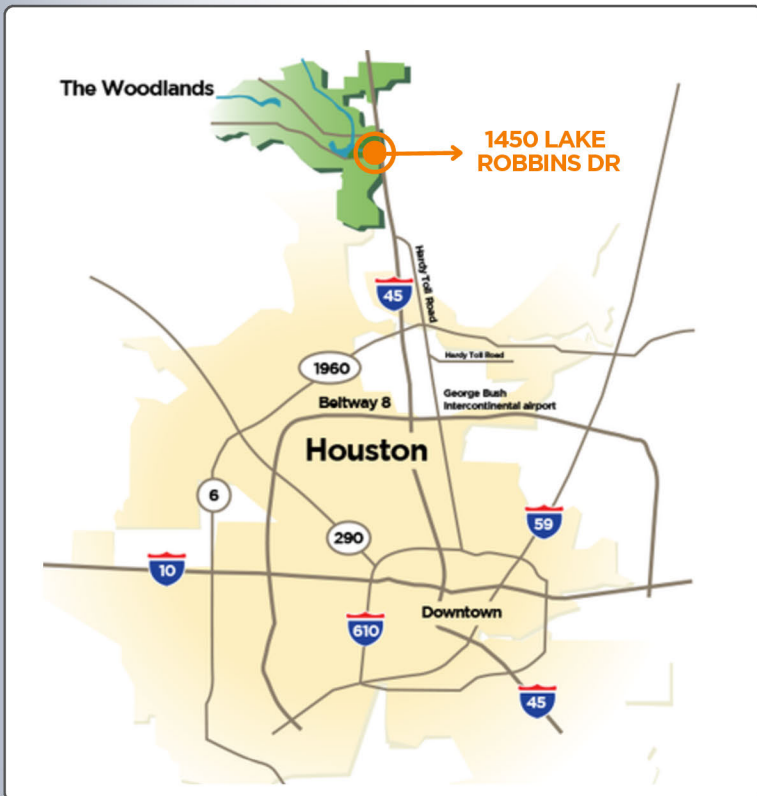 The Woodlands
1450 LAKE
ROBBINS DR
Hardy Toll Road
45
Hardy Toll Road
1960
George Bush
Intercontinental airport
Beltway 8
Houston
6
59
290
10
Downtown
610
45